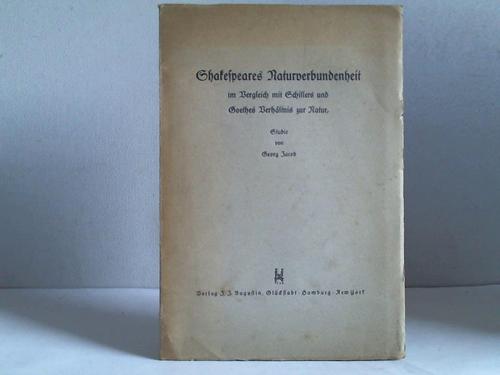 Shakespeares Naturverbundenheit
im Vergleich mit Schillers und
Goethes Verhältnis zur Natur.
Studie
von
Georg Jacob
Verlag J. J. Augustin, Glückstadt - Hamburg - New York